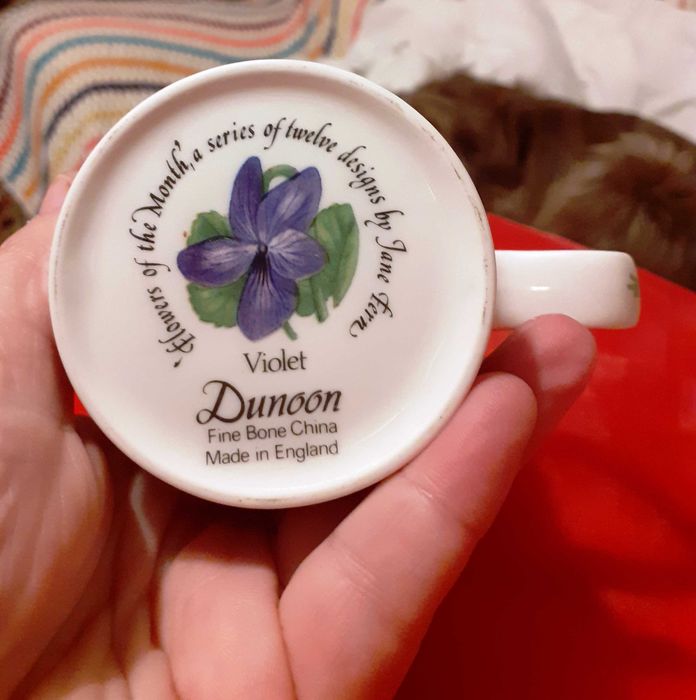 'Flowers of the Month', a series of twelve designs by Jane Fern
Violet
Dunoon
Fine Bone China
Made in England